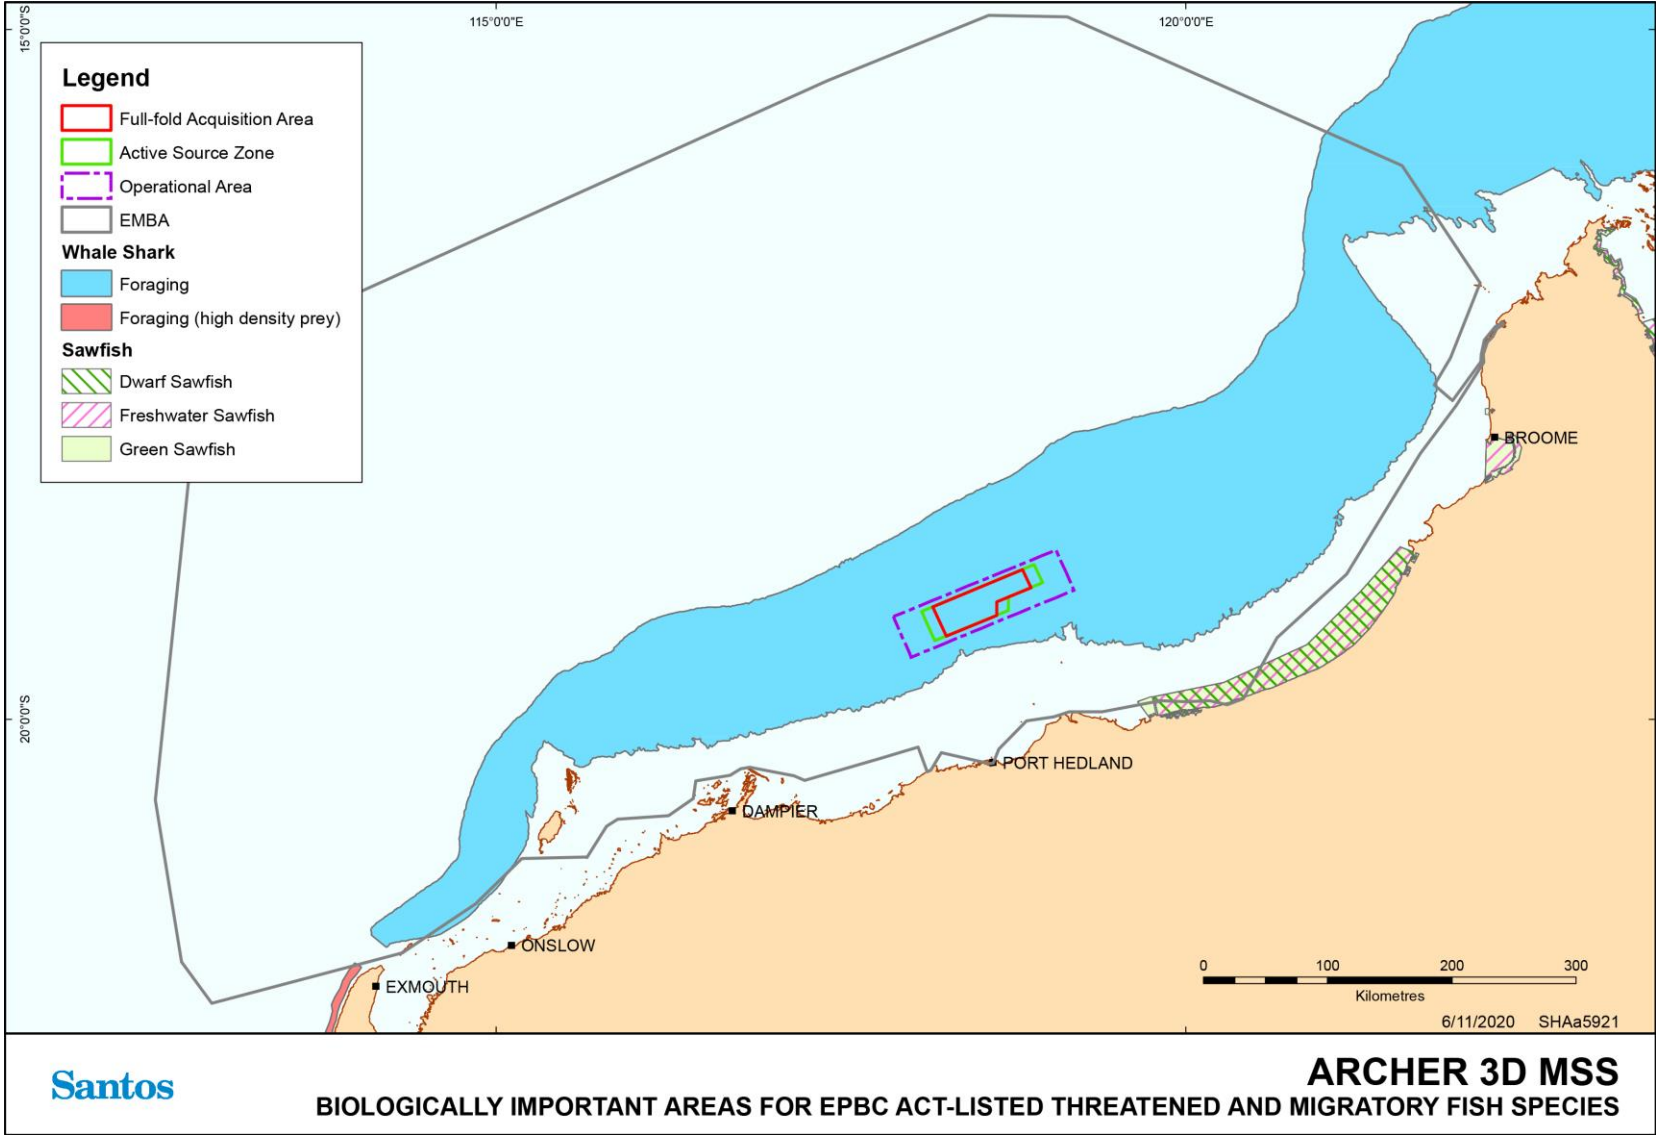 115°0'0"E
120°0'0"E
15°0'0"S
Legend
Full-fold Acquisition Area
Active Source Zone
Operational Area
EMBA
Whale Shark
Foraging
Foraging (high density prey)
Sawfish
Dwarf Sawfish
Freshwater Sawfish
Green Sawfish
BROOME
20°0'0"S
PORT HEDLAND
DAMPIER
ONSLOW
EXMOUTH
0 100 200 300
Kilometres
6/11/2020 SHAa5921
Santos
ARCHER 3D MSS
BIOLOGICALLY IMPORTANT AREAS FOR EPBC ACT-LISTED THREATENED AND MIGRATORY FISH SPECIES